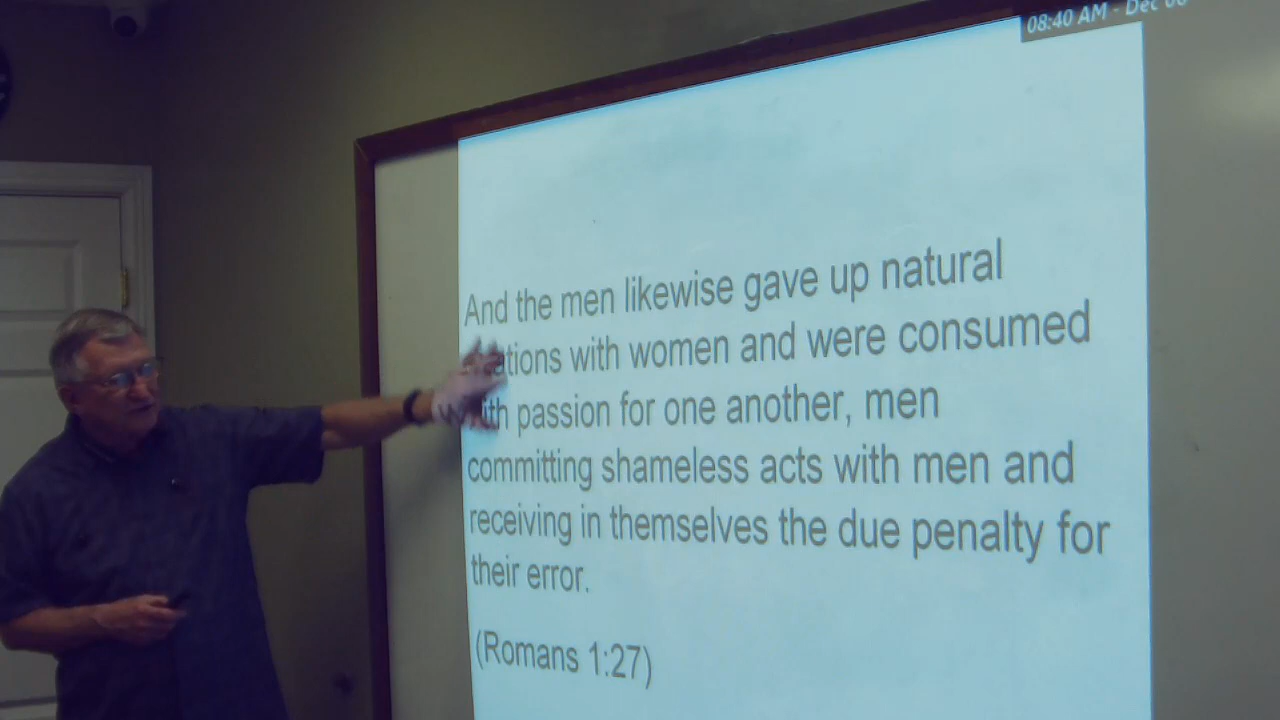 08:40 AM - Dec
And the men likewise gave up natural
with women and were consumed
passion for one another, men
committing shameless acts with men and
receiving in themselves the due penalty for
their error.
(Romans 1:27)